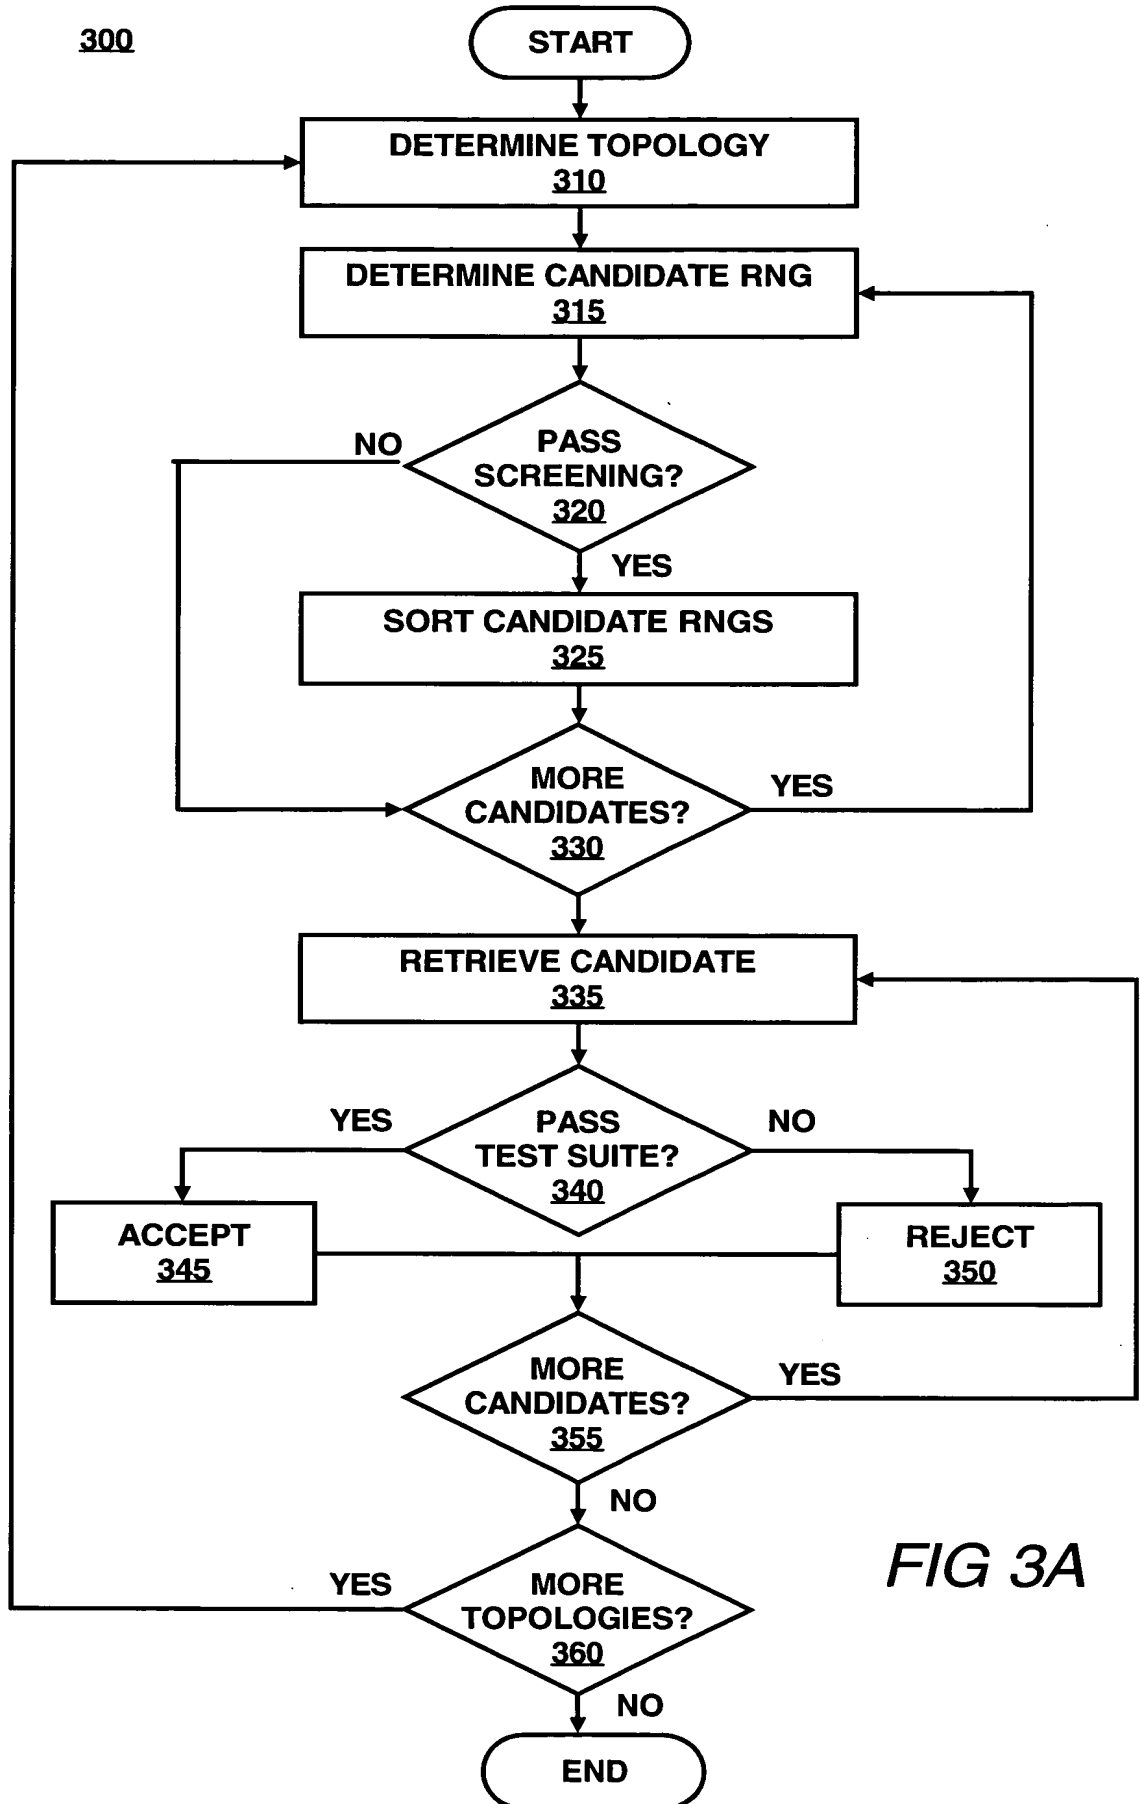 300
START
DETERMINE TOPOLOGY
310
DETERMINE CANDIDATE RNG
315
NO
PASS
SCREENING?
320
YES
SORT CANDIDATE RNGS
325
MORE
CANDIDATES?
330
YES
RETRIEVE CANDIDATE
335
YES
PASS
TEST SUITE?
340
NO
ACCEPT
345
REJECT
350
MORE
CANDIDATES?
355
YES
NO
FIG 3A
YES
MORE
TOPOLOGIES?
360
NO
END